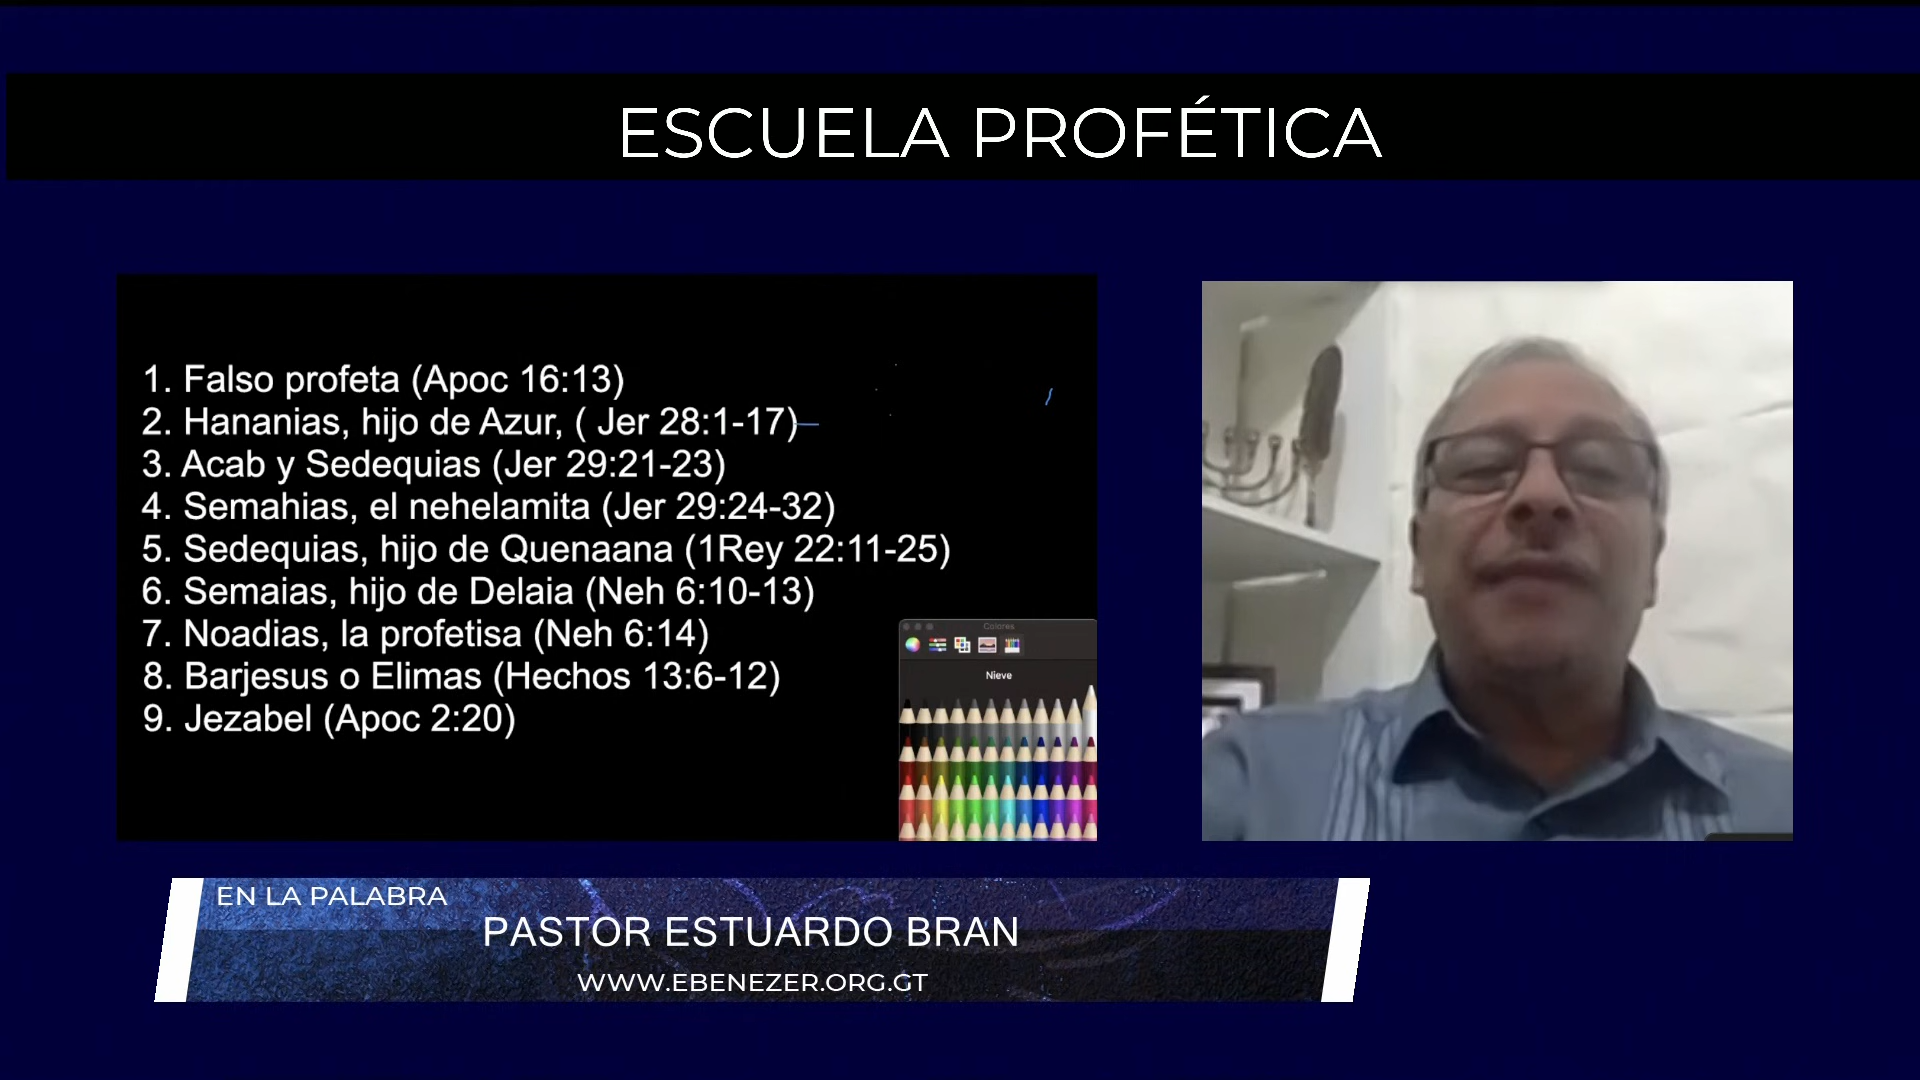 ESCUELA PROFÉTICA
1. Falso profeta (Apoc 16:13)
2. Hananias, hijo de Azur, ( Jer 28:1-17)
3. Acab y Sedequias (Jer 29:21-23)
4. Semahias, el nehelamita (Jer 29:24-32)
5. Sedequias, hijo de Quenaana (1Rey 22:11-25)
6. Semaias, hijo de Delaia (Neh 6:10-13)
7. Noadias, la profetisa (Neh 6:14)
8. Barjesus o Elimas (Hechos 13:6-12)
9. Jezabel (Apoc 2:20)
Colores
Nieve
EN LA PALABRA
PASTOR ESTUARDO BRAN
WWW.EBENEZER.ORG.GT